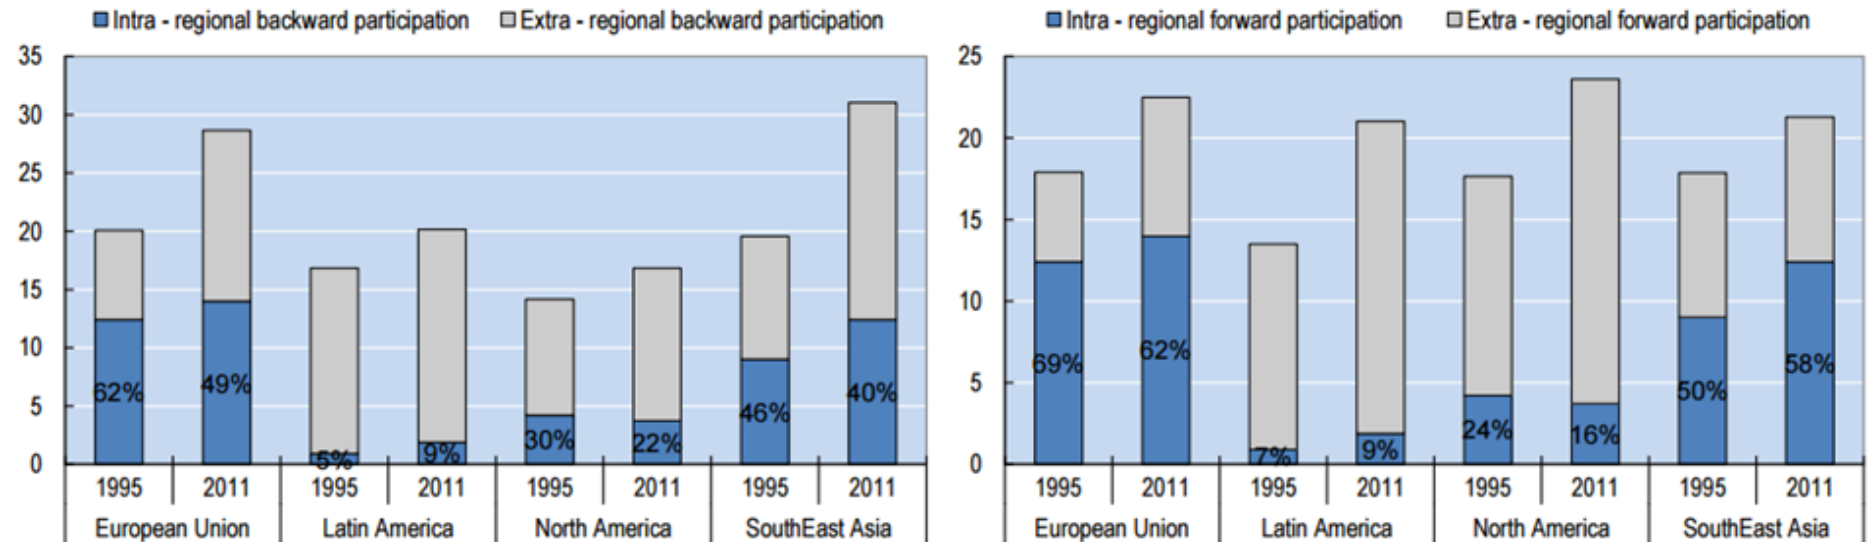 Intra - regional backward participation Extra - regional backward participation
35
30
25
20
15
10
5
0
62% 49% 5% 9% 30% 22% 46% 40%
1995 2011 1995 2011 1995 2011 1995 2011
European Union Latin America North America SouthEast Asia
Intra - regional forward participation Extra - regional forward participation
25
20
15
10
5
0
69% 62% 7% 9% 24% 16% 50% 58%
1995 2011 1995 2011 1995 2011 1995 2011
European Union Latin America North America SouthEast Asia